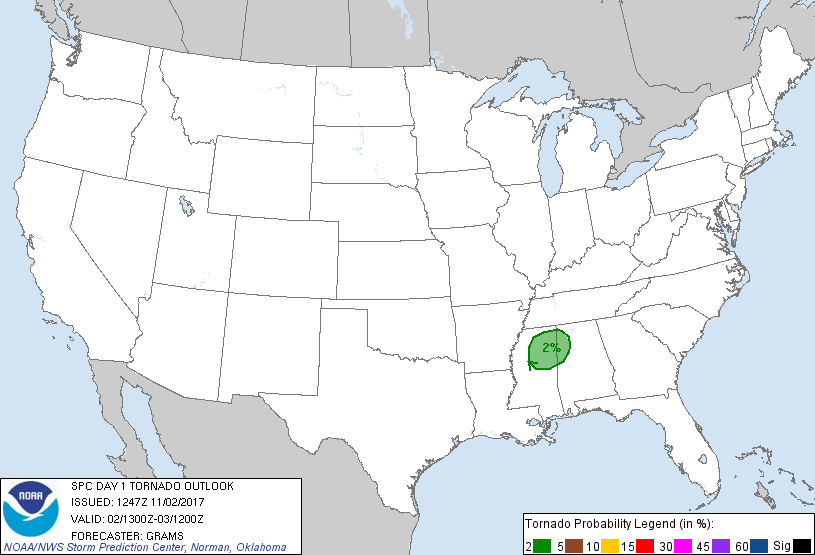 2%
NOAA
SPC DAY 1 TORNADO OUTLOOK
ISSUED: 1247Z 11/02/2017
VALID: 02/1300Z-03/1200Z
FORECASTER: GRAMS
NOAA/NWS Storm Prediction Center, Norman, Oklahoma
Tornado Probability Legend (in %):
2 5 10 15 30 45 60 Sig